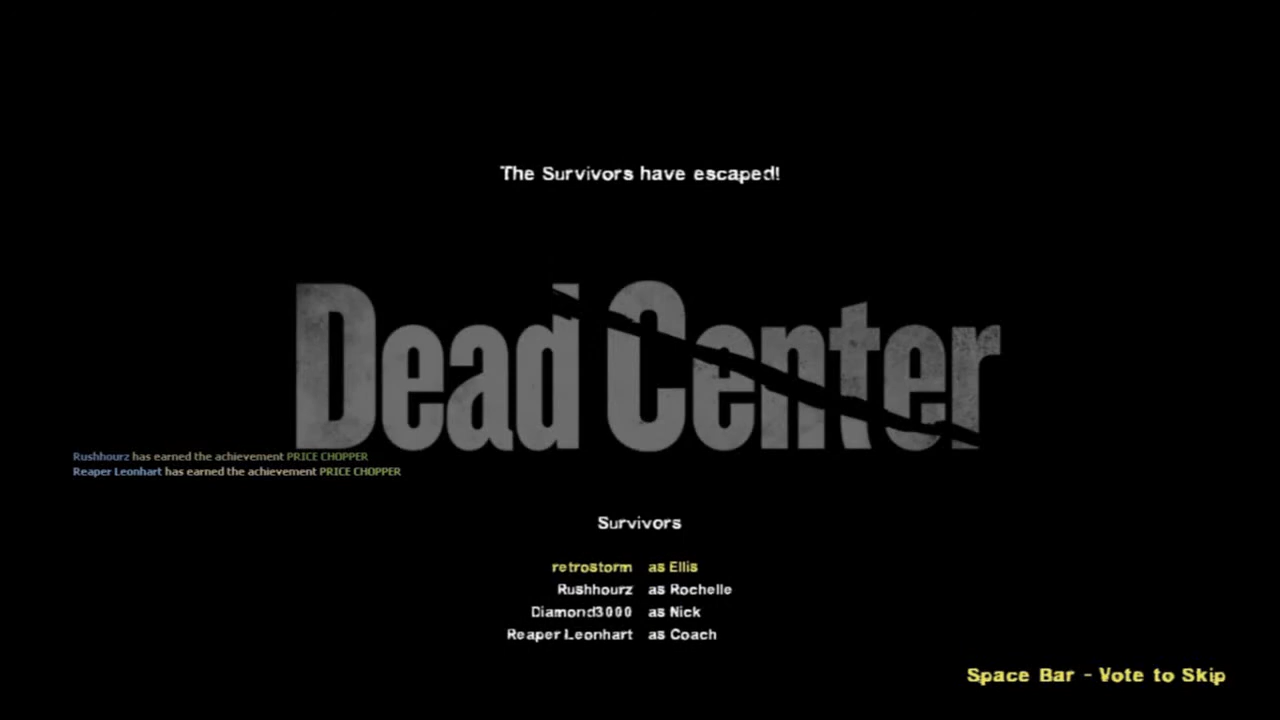 The Survivors have escaped!
Dead Center
Rushhourz has earned the achievement PRICE CHOPPER
Reaper Leonhart has earned the achievement PRICE CHOPPER
Survivors
retrostorm as Ellis
Rushhourz as Rochelle
Diamond3000 as Nick
Reaper Leonhart as Coach
Space Bar - Vote to Skip